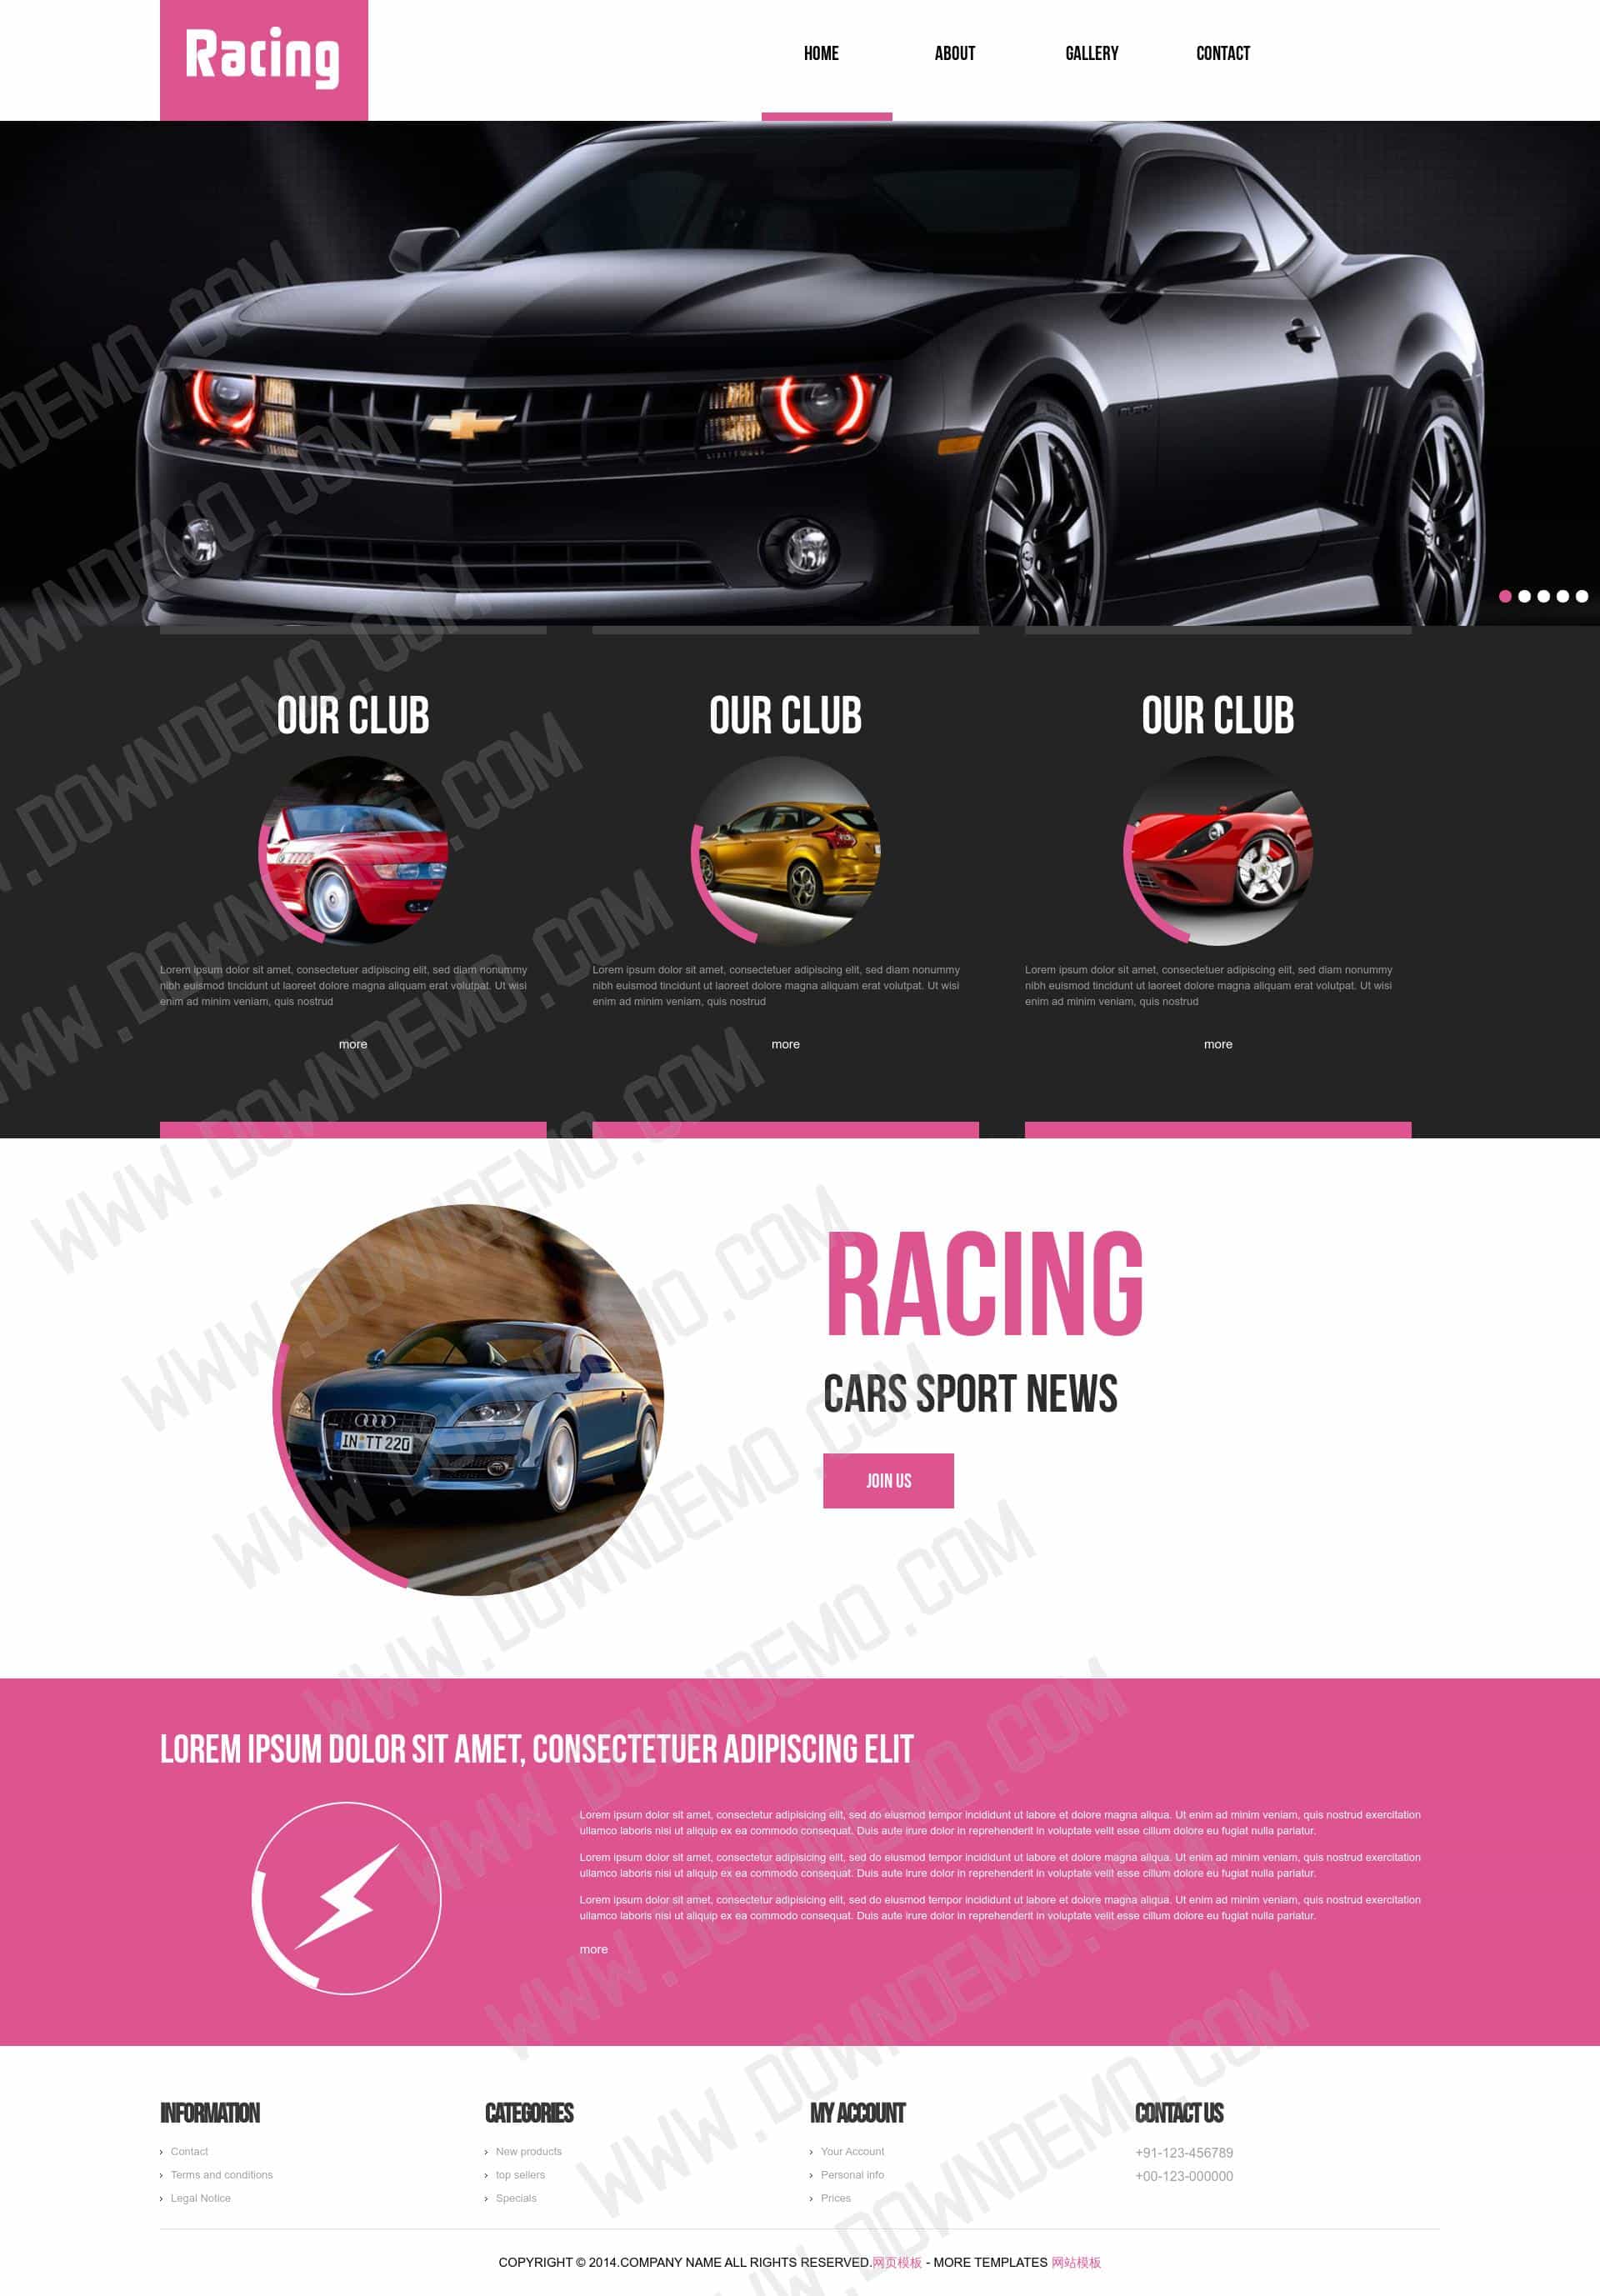 Racing
HOME ABOUT GALLERY CONTACT
OUR CLUB
Lorem ipsum dolor sit amet, consectetuer adipiscing elit, sed diam nonummy
nibh euismod tincidunt ut laoreet dolore magna aliquam erat volutpat. Ut wisi
enim ad minim veniam, quis nostrud
more
OUR CLUB
Lorem ipsum dolor sit amet, consectetuer adipiscing elit, sed diam nonummy
nibh euismod tincidunt ut laoreet dolore magna aliquam erat volutpat. Ut wisi
enim ad minim veniam, quis nostrud
more
OUR CLUB
Lorem ipsum dolor sit amet, consectetuer adipiscing elit, sed diam nonummy
nibh euismod tincidunt ut laoreet dolore magna aliquam erat volutpat. Ut wisi
enim ad minim veniam, quis nostrud
more
IN TT 220
RACING
CARS SPORT NEWS
JOIN US
LOREM IPSUM DOLOR SIT AMET, CONSECTETUER ADIPISCING ELIT
Lorem ipsum dolor sit amet, consectetur adipisicing elit, sed do eiusmod tempor incididunt ut labore et dolore magna aliqua. Ut enim ad minim veniam, quis nostrud exercitation
ullamco laboris nisi ut aliquip ex ea commodo consequat. Duis aute irure dolor in reprehenderit in voluptate velit esse cillum dolore eu fugiat nulla pariatur.
Lorem ipsum dolor sit amet, consectetur adipisicing elit, sed do eiusmod tempor incididunt ut labore et dolore magna aliqua. Ut enim ad minim veniam, quis nostrud exercitation
ullamco laboris nisi ut aliquip ex ea commodo consequat. Duis aute irure dolor in reprehenderit in voluptate velit esse cillum dolore eu fugiat nulla pariatur.
Lorem ipsum dolor sit amet, consectetur adipisicing elit, sed do eiusmod tempor incididunt ut labore et dolore magna aliqua. Ut enim ad minim veniam, quis nostrud exercitation
ullamco laboris nisi ut aliquip ex ea commodo consequat. Duis aute irure dolor in reprehenderit in voluptate velit esse cillum dolore eu fugiat nulla pariatur.
more
INFORMATION
Contact
Terms and conditions
Legal Notice
CATEGORIES
New products
top sellers
Specials
MY ACCOUNT
Your Account
Personal info
Prices
CONTACT US
+91-123-456789
+00-123-000000
COPYRIGHT © 2014.COMPANY NAME ALL RIGHTS RESERVED.网页模板 - MORE TEMPLATES 网站模板
WWW.DOWNDEMO.COM